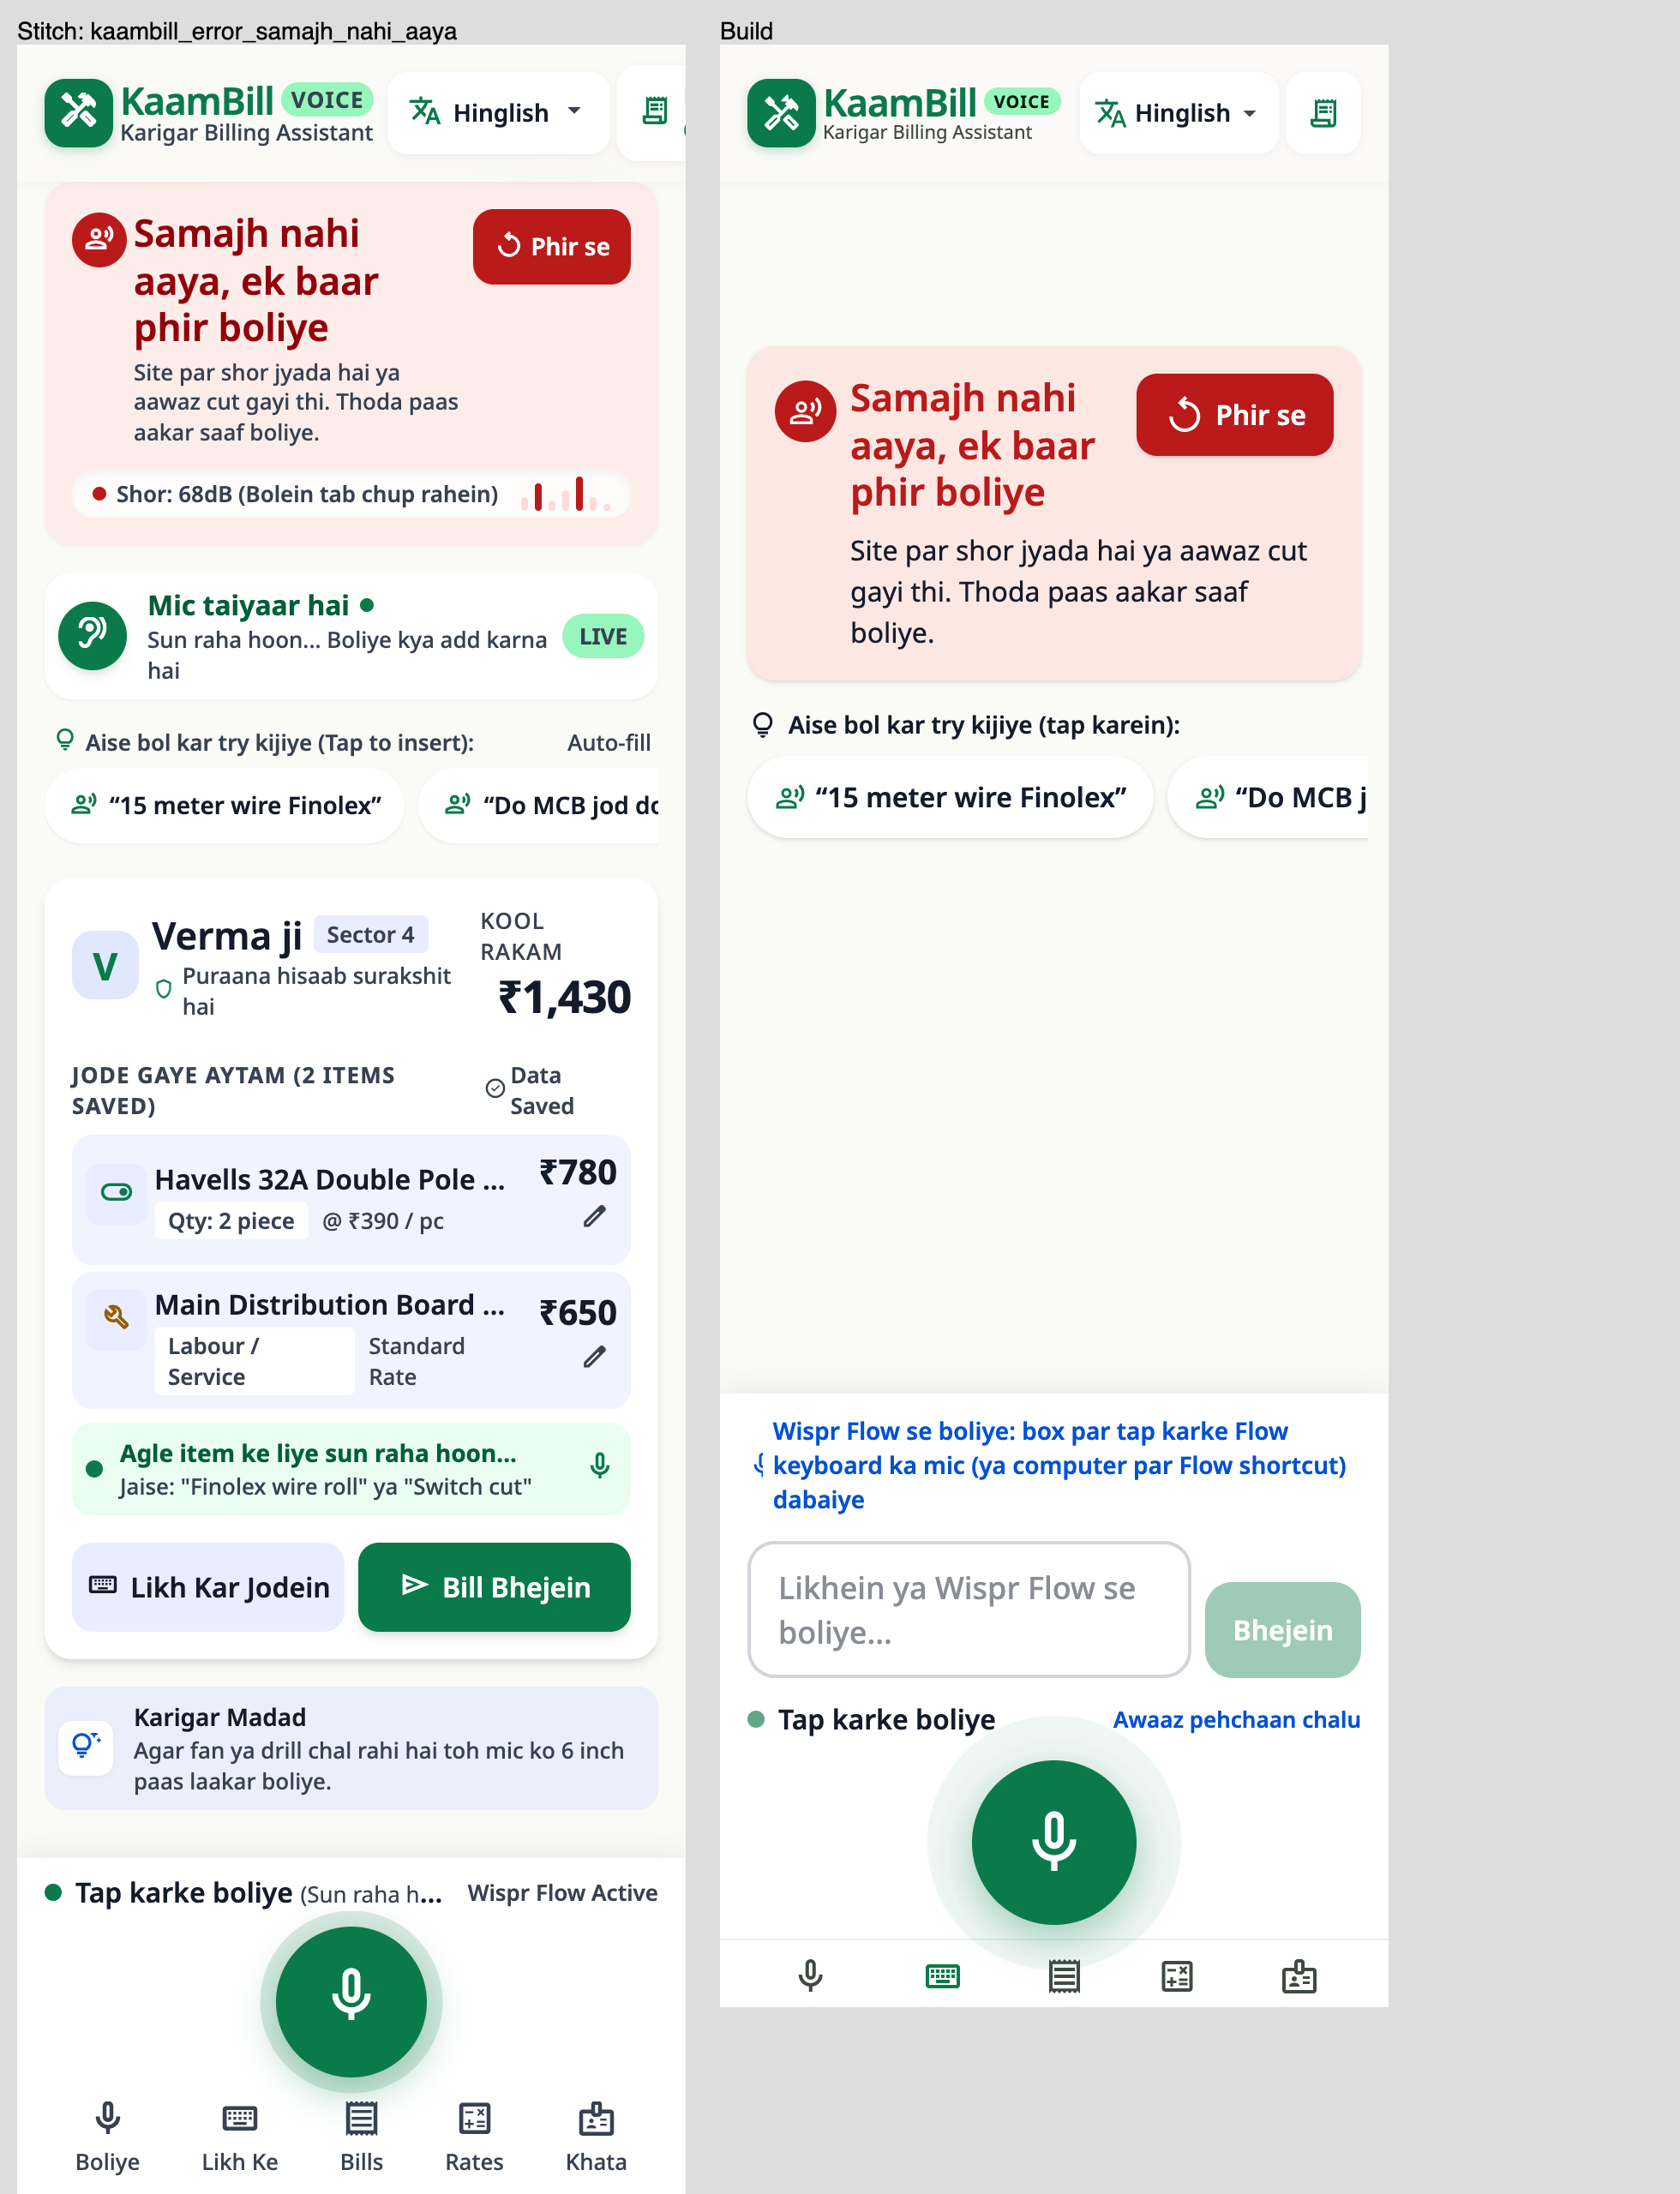 Stitch: kaambill_error_samajh_nahi_aaya
KaamBill VOICE
Karigar Billing Assistant
Hinglish
Samajh nahi
aaya, ek baar
phir boliye
Phir se
Site par shor jyada hai ya
aawaz cut gayi thi. Thoda paas
aakar saaf boliye.
Shor: 68dB (Bolein tab chup rahein)
Mic taiyaar hai
Sun raha hoon... Boliye kya add karna
hai
LIVE
Aise bol kar try kijiye (Tap to insert):
Auto-fill
“15 meter wire Finolex”
“Do MCB jod do
V
Verma ji
Sector 4
Puraana hisaab surakshit
hai
KOOL
RAKAM
₹1,430
JODE GAYE AYTAM (2 ITEMS
SAVED)
Data
Saved
Havells 32A Double Pole ...
₹780
Qty: 2 piece
@ ₹390 / pc
Main Distribution Board ...
₹650
Labour /
Service
Standard
Rate
Agle item ke liye sun raha hoon...
Jaise: "Finolex wire roll" ya "Switch cut"
Likh Kar Jodein
Bill Bhejein
Karigar Madad
Agar fan ya drill chal rahi hai toh mic ko 6 inch
paas laakar boliye.
Tap karke boliye (Sun raha h...
Wispr Flow Active
Boliye
Likh Ke
Bills
Rates
Khata
Build
KaamBill VOICE
Karigar Billing Assistant
Hinglish
Samajh nahi
aaya, ek baar
phir boliye
Phir se
Site par shor jyada hai ya aawaz cut
gayi thi. Thoda paas aakar saaf
boliye.
Aise bol kar try kijiye (tap karein):
“15 meter wire Finolex”
“Do MCB j
Wispr Flow se boliye: box par tap karke Flow
keyboard ka mic (ya computer par Flow shortcut)
dabaiye
Likhein ya Wispr Flow se
boliye...
Bhejein
Tap karke boliye
Awaaz pehchaan chalu